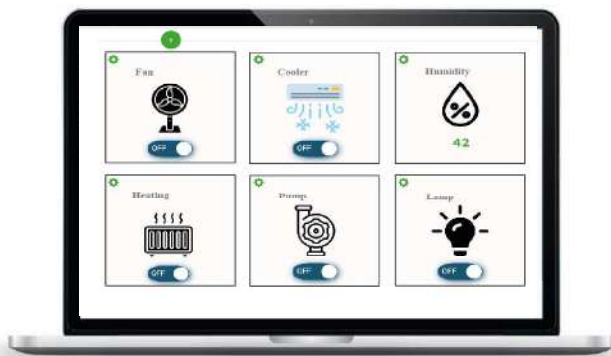 Fan
Cooler
Humidity
OFF
OFF
42
Heating
Pump
Lamp
OFF
OFF
OFF